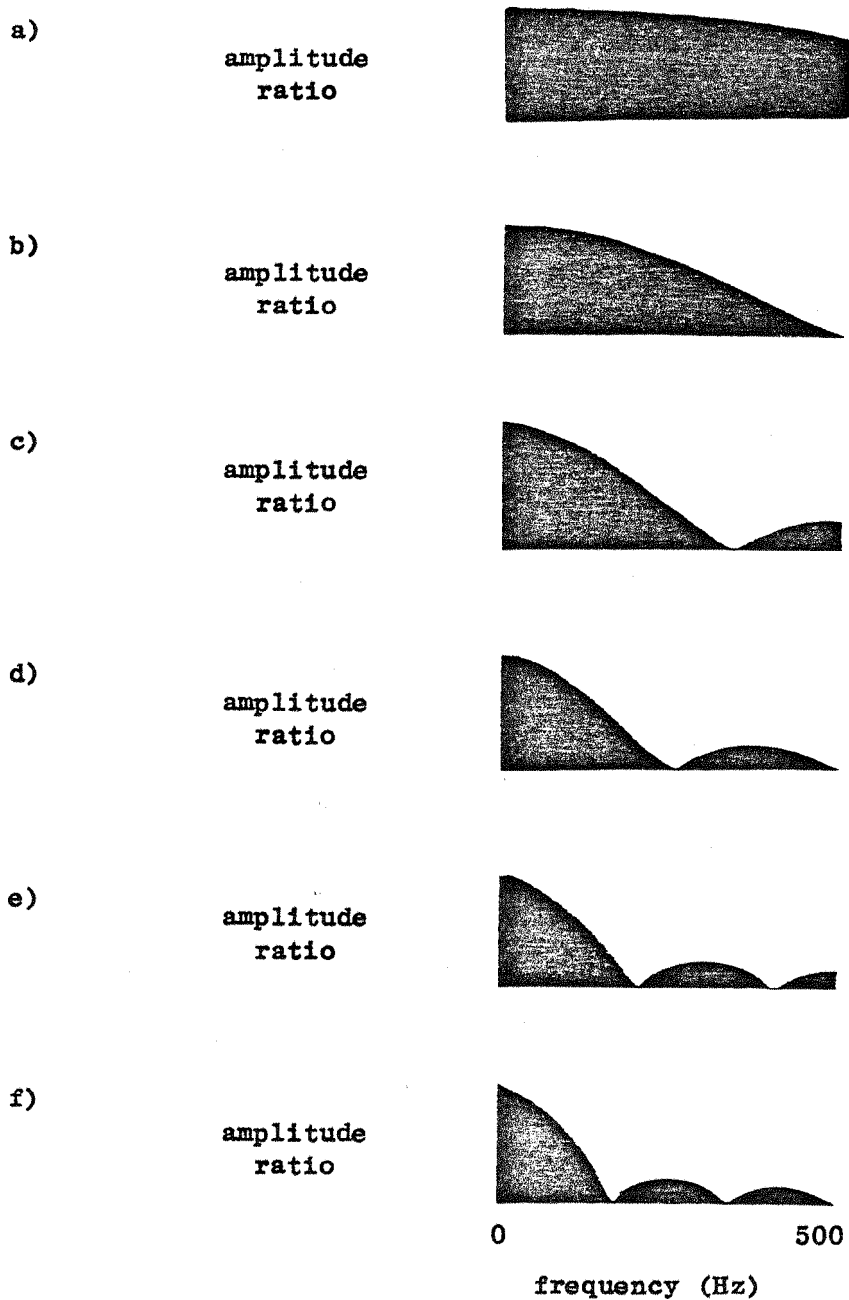 a)
amplitude
ratio
b)
amplitude
ratio
c)
amplitude
ratio
d)
amplitude
ratio
e)
amplitude
ratio
f)
amplitude
ratio
0 500
frequency (Hz)